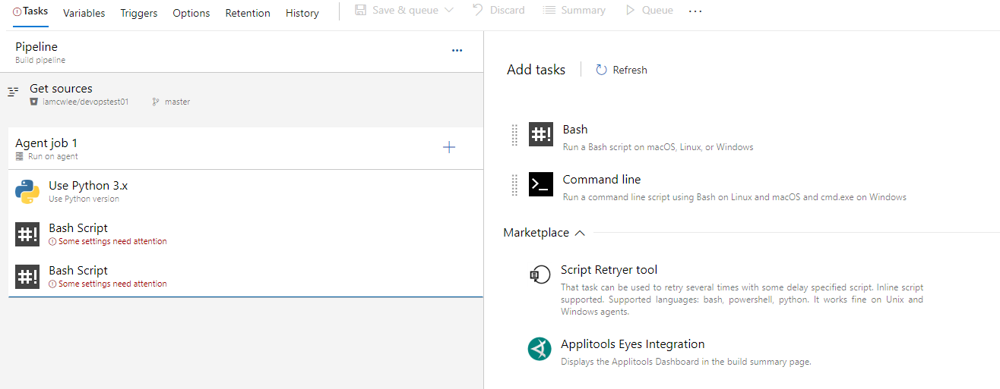 Tasks Variables Triggers Options Retention History Save & queue Discard Summary Queue ...
Pipeline
Build pipeline
Get sources
iamcwlee/devopstest01 master
Agent job 1
Run on agent
Use Python 3.x
Use Python version
#! Bash Script
Some settings need attention
#! Bash Script
Some settings need attention
Add tasks Refresh
#! Bash
Run a Bash script on macOS, Linux, or Windows
>_ Command line
Run a command line script using Bash on Linux and macOS and cmd.exe on Windows
Marketplace
Script Retryer tool
That task can be used to retry several times with some delay specified script. Inline script
supported. Supported languages: bash, powershell, python. It works fine on Unix and
Windows agents.
Applitools Eyes Integration
Displays the Applitools Dashboard in the build summary page.